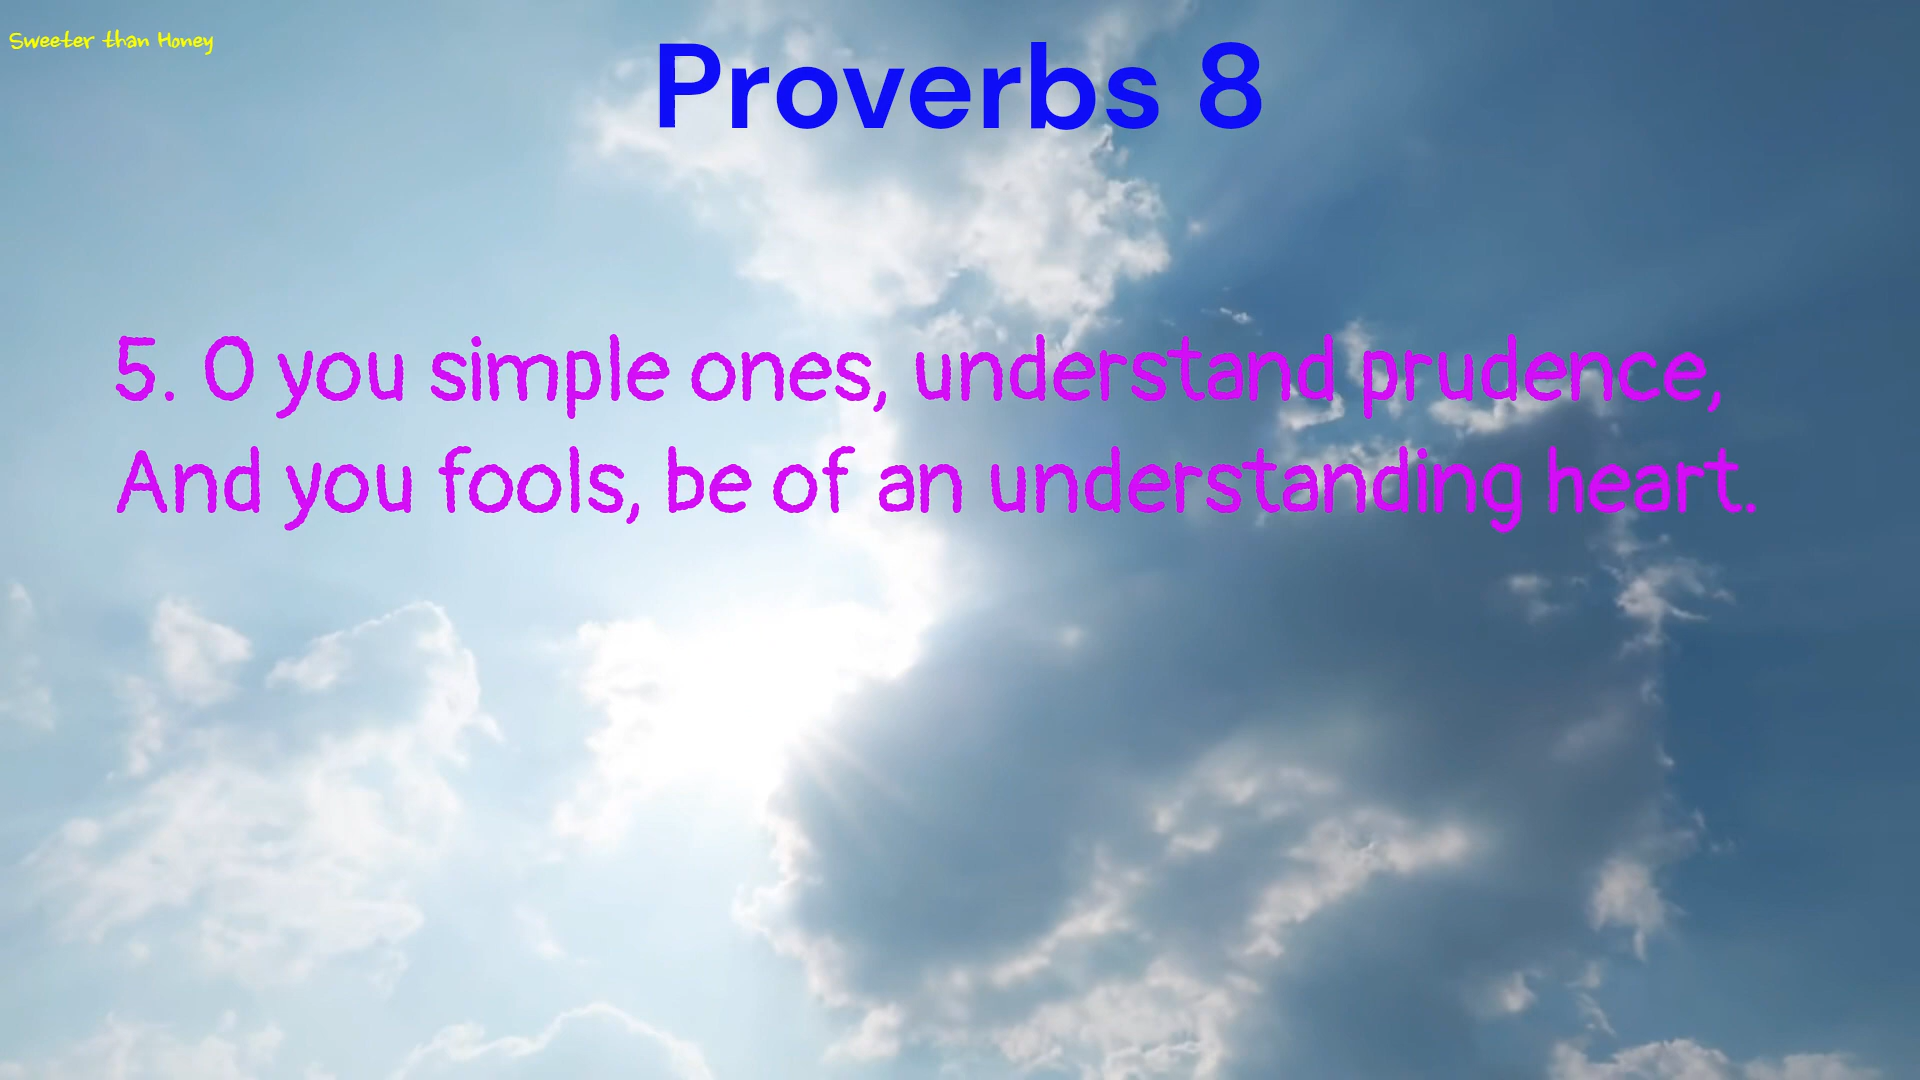 Sweeter than Honey
Proverbs 8
5. O you simple ones, understand prudence,
And you fools, be of an understanding heart.